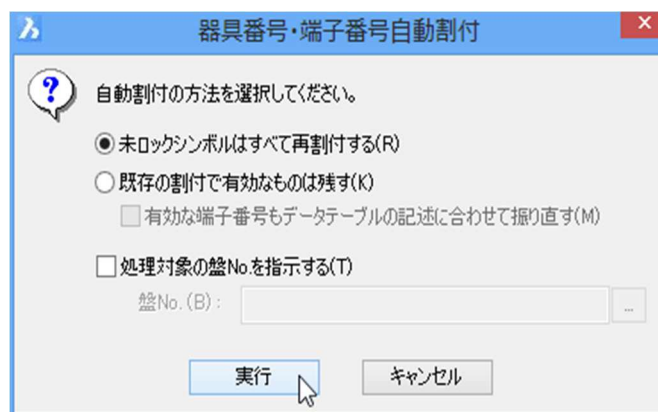 器具番号・端子番号自動割付
自動割付の方法を選択してください。
未ロックシンボルはすべて再割付する(R)
既存の割付で有効なものは残す(K)
有効な端子番号もデータテーブルの記述に合わせて振り直す(M)
処理対象の盤No.を指示する(T)
盤No.(B):
...
実行
キャンセル